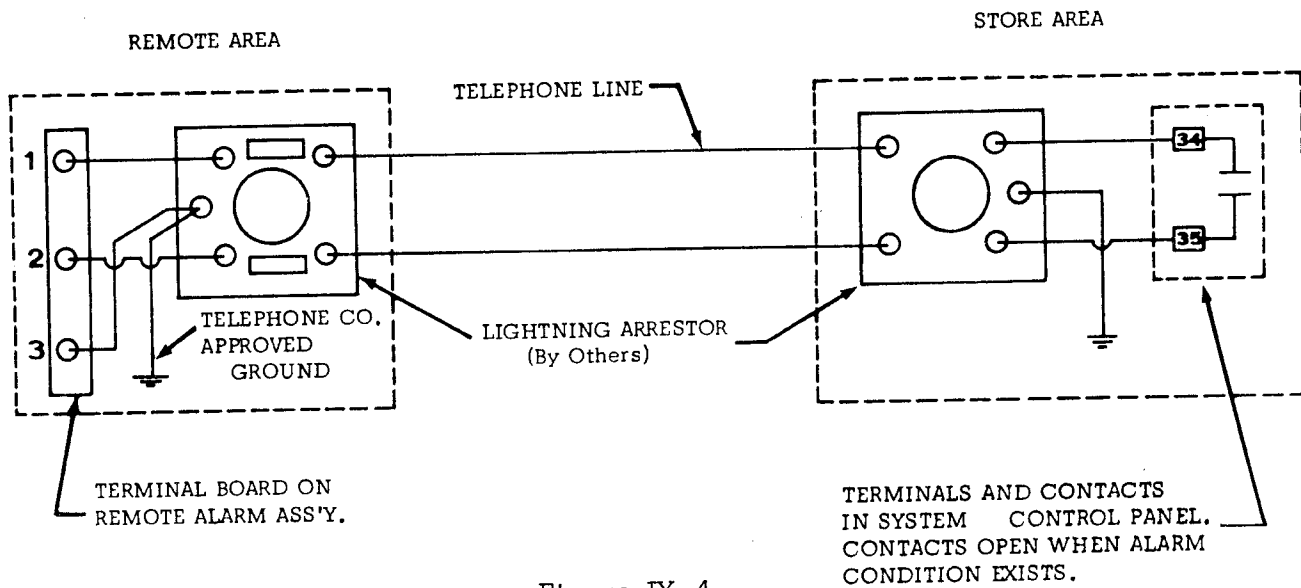 STORE AREA
REMOTE AREA
TELEPHONE LINE
1
2
3
34
35
TELEPHONE CO.
APPROVED
GROUND
LIGHTNING ARRESTOR
(By Others)
TERMINAL BOARD ON
REMOTE ALARM ASS'Y.
TERMINALS AND CONTACTS
IN SYSTEM CONTROL PANEL.
CONTACTS OPEN WHEN ALARM
CONDITION EXISTS.